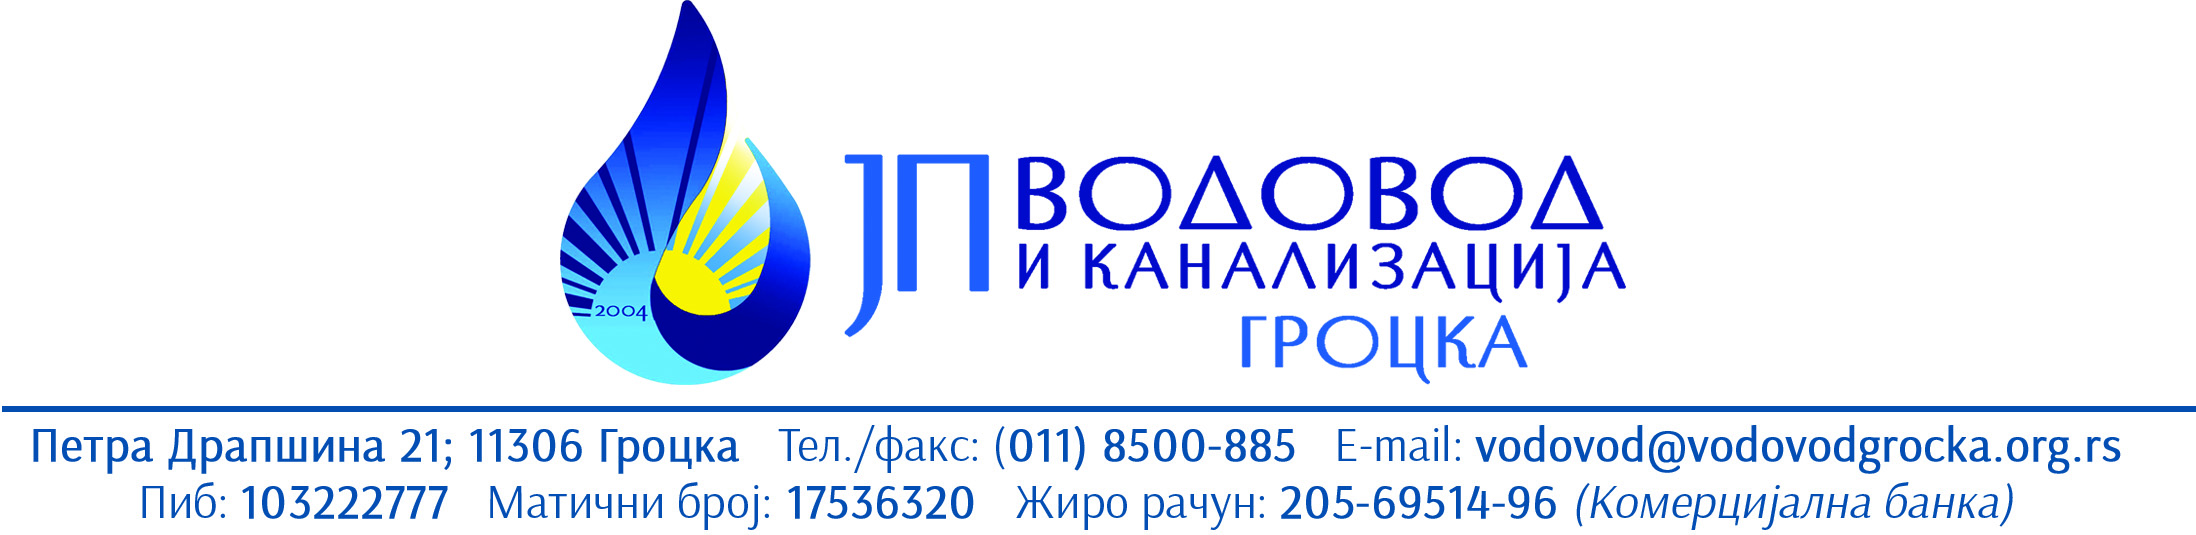 2004
ЈП ВОДОВОД
И КАНАЛИЗАЦИЈА
ГРОЦКА
Петра Драпшина 21; 11306 Гроцка Тел./факс: (011) 8500-885 E-mail: vodovod@vodovodgrocka.org.rs
Пиб: 103222777 Матични број: 17536320 Жиро рачун: 205-69514-96 (Комерцијална банка)